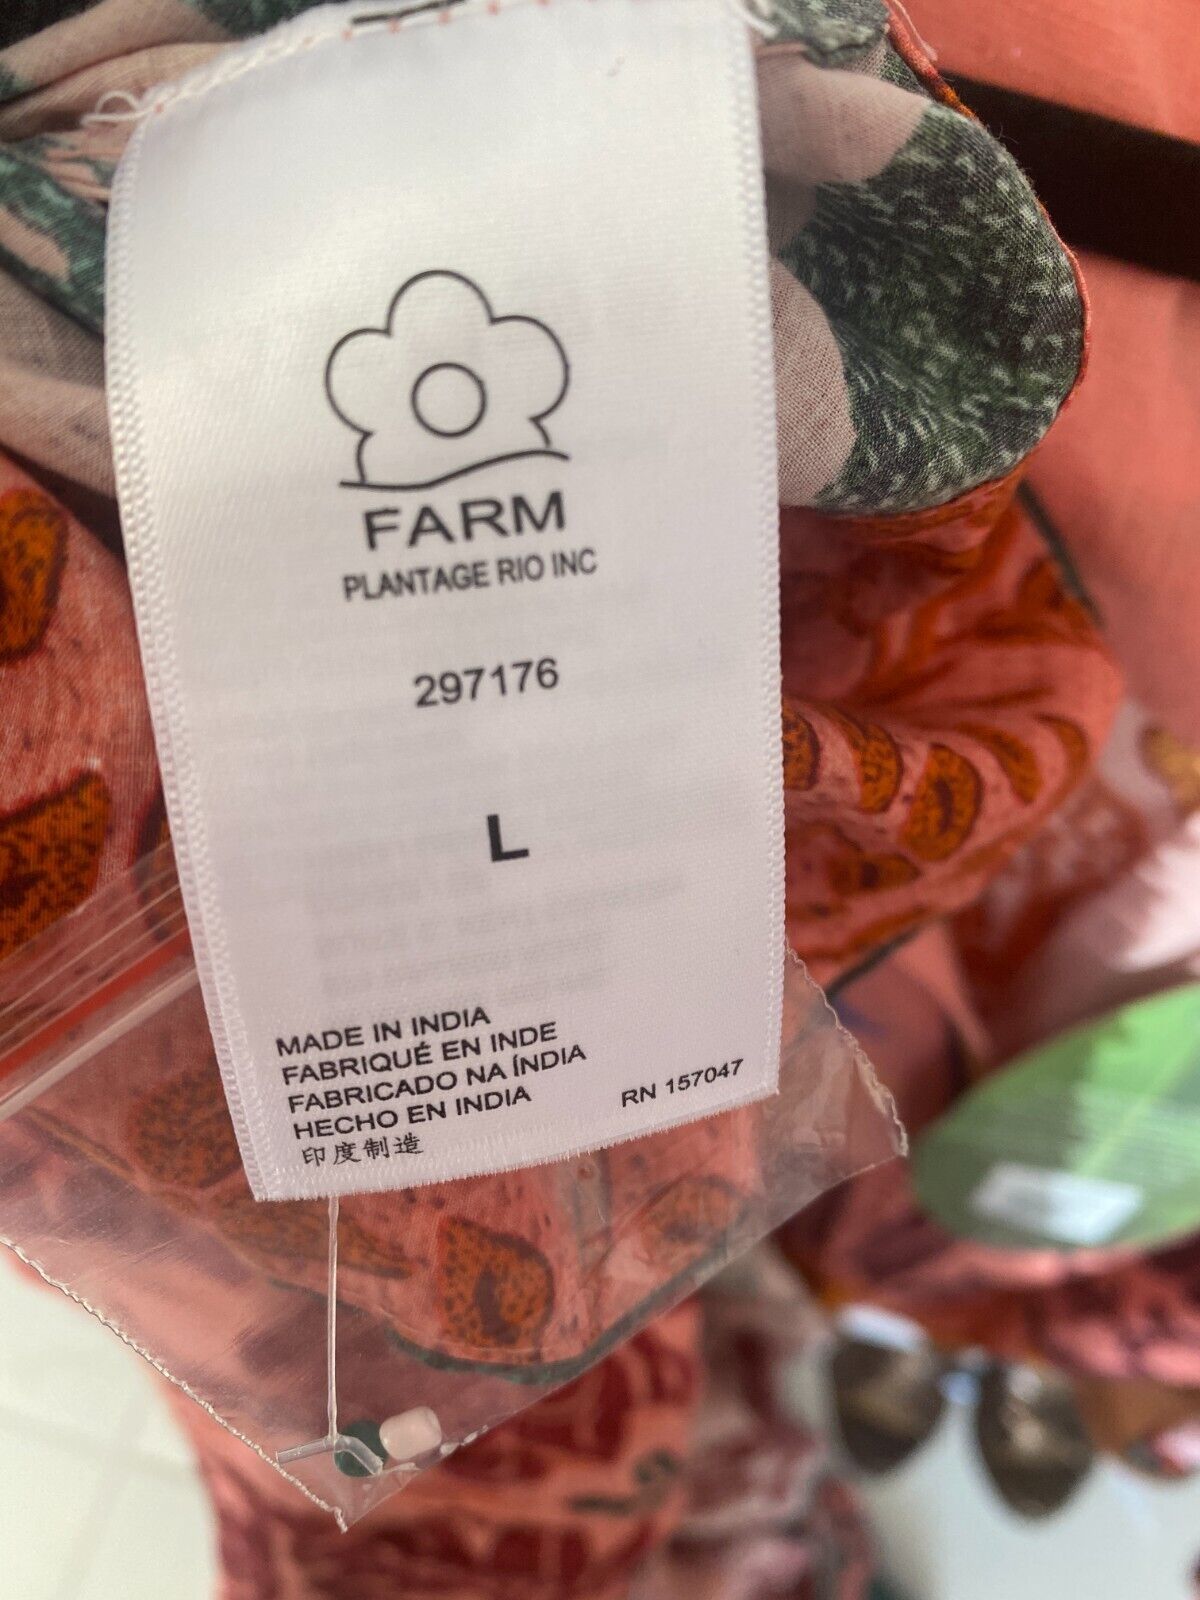 FARM
PLANTAGE RIO INC
297176
L
MADE IN INDIA
FABRIQUÉ EN INDE
FABRICADO NA ÍNDIA
HECHO EN INDIA
印度制造
RN 157047